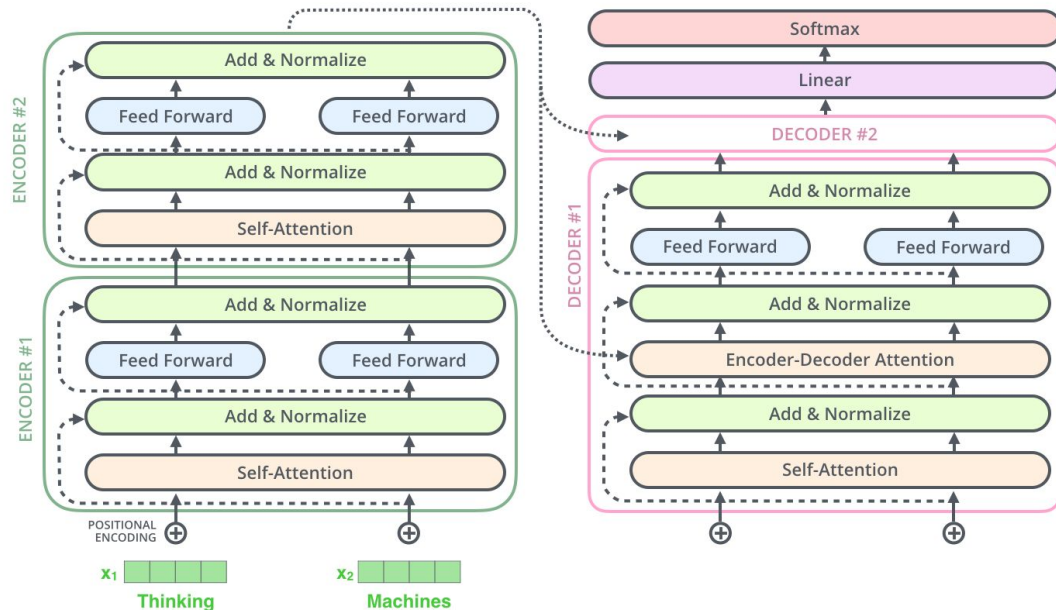 ENCODER #2
Add & Normalize
Feed Forward Feed Forward
Add & Normalize
Self-Attention
ENCODER #1
Add & Normalize
Feed Forward Feed Forward
Add & Normalize
Self-Attention
POSITIONAL
ENCODING
x1 x2
Thinking Machines
Softmax
Linear
DECODER #2
DECODER #1
Add & Normalize
Feed Forward Feed Forward
Add & Normalize
Encoder-Decoder Attention
Add & Normalize
Self-Attention